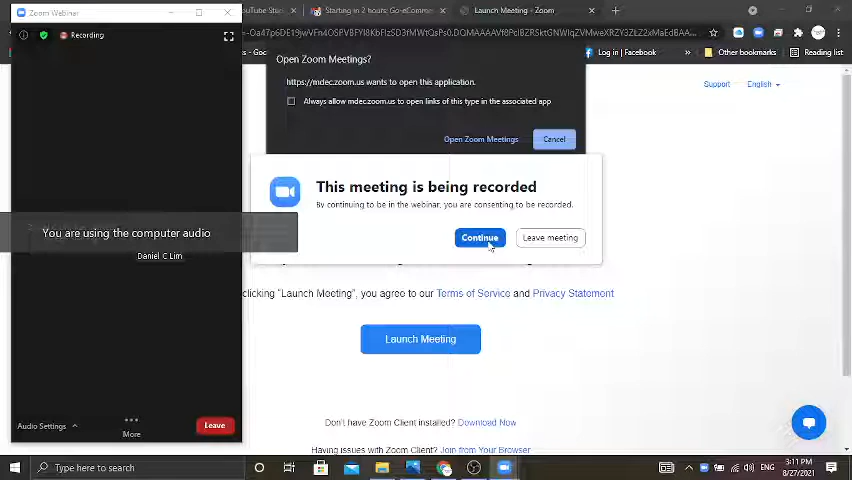 Zoom Webinar
Recording
You are using the computer audio
Daniel C Lim
Audio Settings
More
Leave
YouTube Studi
Starting in 2 hours: Go-eComme
Launch Meeting - Zoom
Log in | Facebook
Other bookmarks
Reading list
Open Zoom Meetings?
https://mdec.zoom.us wants to open this application.
Always allow mdec.zoom.us to open links of this type in the associated app
Open Zoom Meetings
Cancel
Support
English
This meeting is being recorded
By continuing to be in the webinar, you are consenting to be recorded.
Continue
Leave meeting
clicking "Launch Meeting", you agree to our Terms of Service and Privacy Statement
Launch Meeting
Don't have Zoom Client installed? Download Now
Having issues with Zoom Client? Join from Your Browser
Type here to search
ENG
3:11 PM
8/27/2021